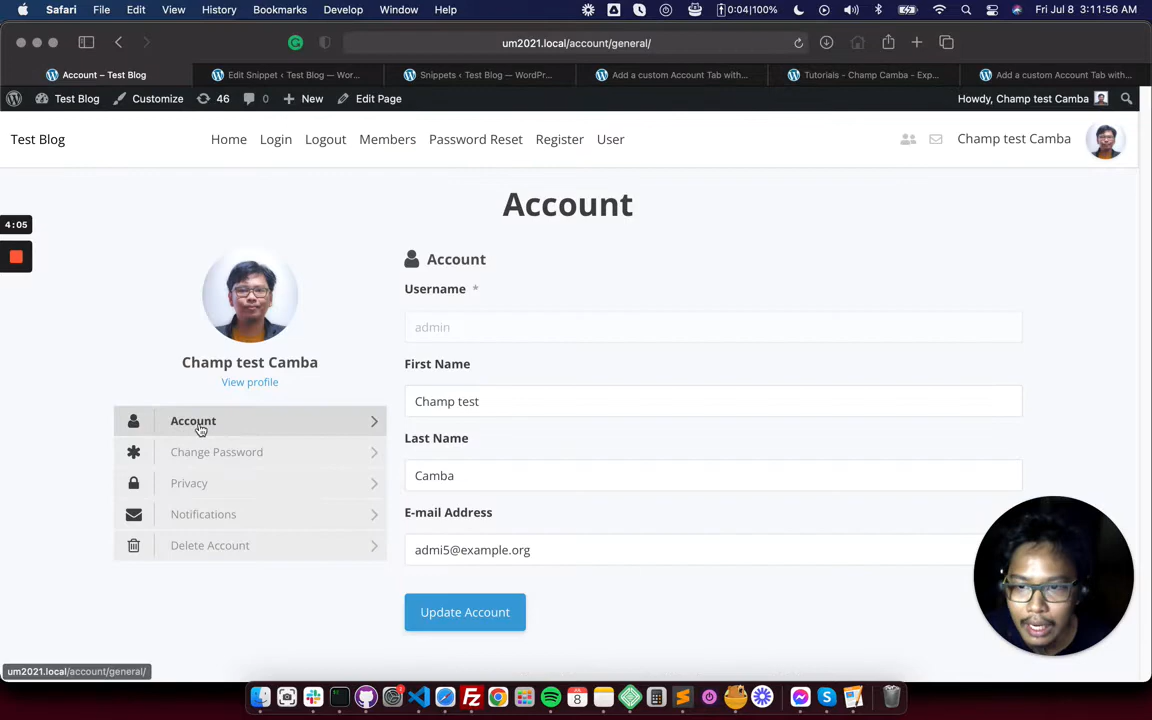 Safari File Edit View History Bookmarks Develop Window Help 0:04 100% Fri Jul 8 3:11:56 AM
um2021.local/account/general/
Account – Test Blog Edit Snippet ‹ Test Blog — Wor... Snippets ‹ Test Blog — WordPr... Add a custom Account Tab with... Tutorials - Champ Camba - Exp... Add a custom Account Tab with...
Test Blog Customize 46 0 New Edit Page Howdy, Champ test Camba
Test Blog Home Login Logout Members Password Reset Register User Champ test Camba
Account
4:05
Account
Username *
admin
First Name
Champ test
Last Name
Camba
E-mail Address
admi5@example.org
Update Account
Champ test Camba
View profile
Account
Change Password
Privacy
Notifications
Delete Account
um2021.local/account/general/